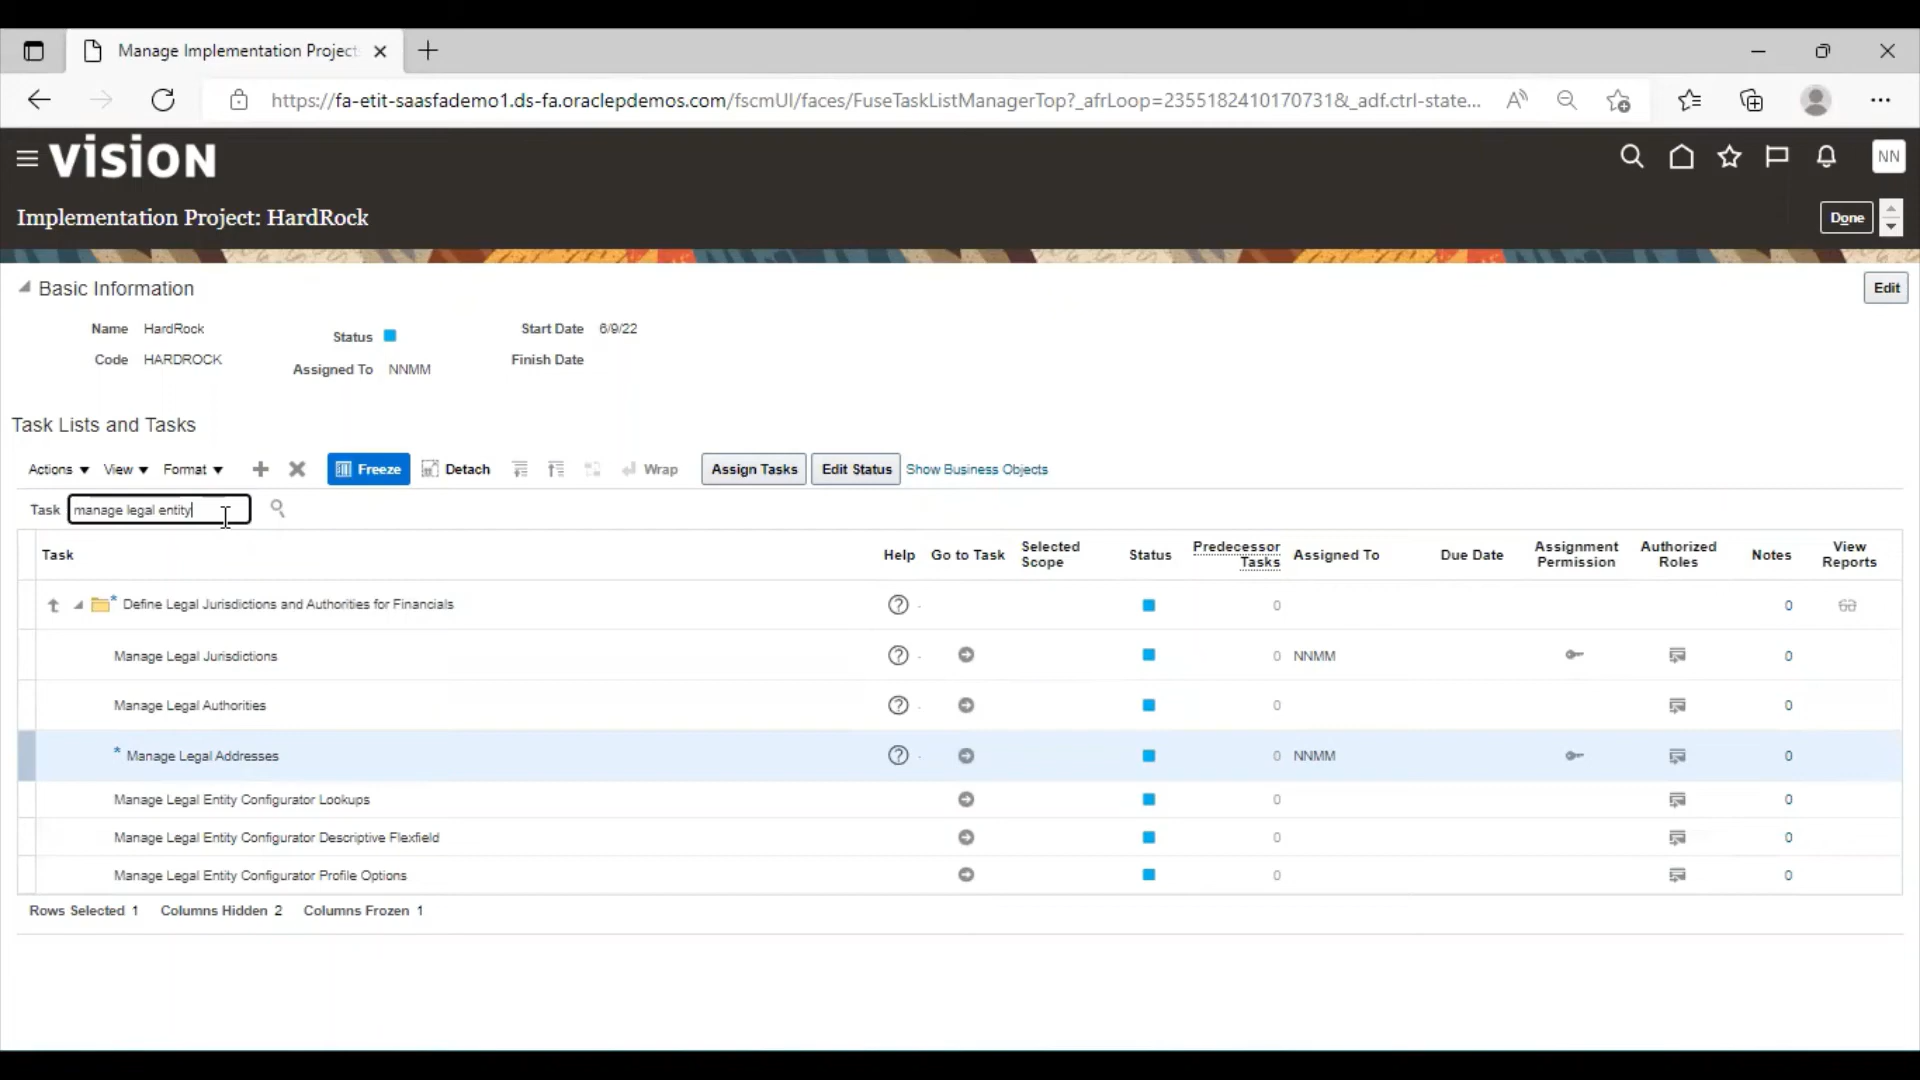 Manage Implementation Project
https://fa-etit-saasfademo1.ds-fa.oraclepdemos.com/fscmUI/faces/FuseTaskListManagerTop?_afrLoop=2355182410170731&_adf.ctrl-state...
VISION
NN
Implementation Project: HardRock
Done
Basic Information
Edit
Name HardRock
Status
Start Date 6/9/22
Code HARDROCK
Assigned To NNMM
Finish Date
Task Lists and Tasks
Actions View Format Freeze Detach Wrap Assign Tasks Edit Status Show Business Objects
Task manage legal entity
Task Help Go to Task Selected Scope Status Predecessor Tasks Assigned To Due Date Assignment Permission Authorized Roles Notes View Reports
* Define Legal Jurisdictions and Authorities for Financials 0 0
Manage Legal Jurisdictions 0 NNMM 0
Manage Legal Authorities 0 0
* Manage Legal Addresses 0 NNMM 0
Manage Legal Entity Configurator Lookups 0 0
Manage Legal Entity Configurator Descriptive Flexfield 0 0
Manage Legal Entity Configurator Profile Options 0 0
Rows Selected 1 Columns Hidden 2 Columns Frozen 1